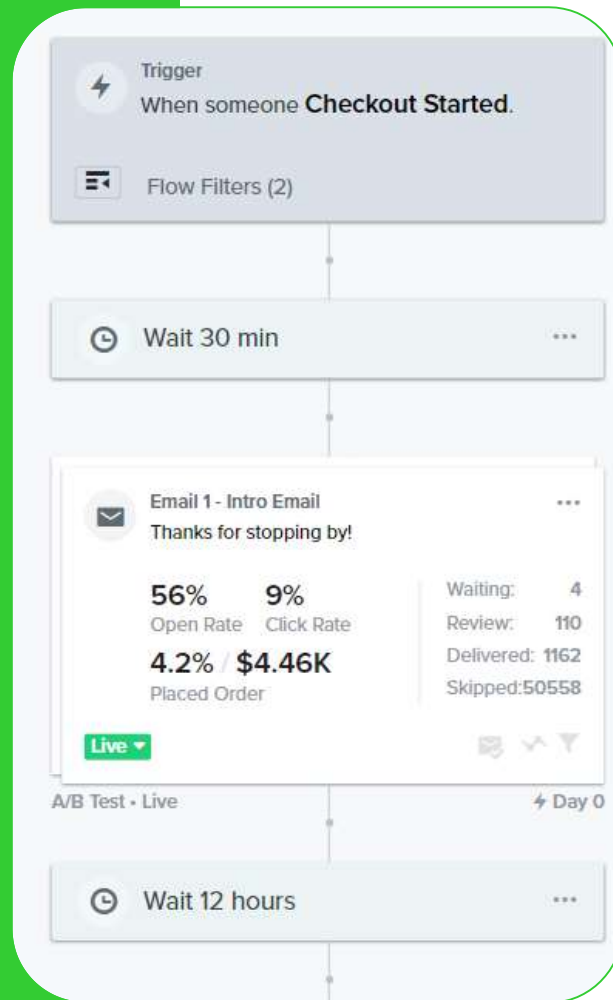 Trigger
When someone Checkout Started.
Flow Filters (2)
Wait 30 min
Email 1 - Intro Email
Thanks for stopping by!
56% 9%
Open Rate Click Rate
4.2% / $4.46K
Placed Order
Waiting: 4
Review: 110
Delivered: 1162
Skipped:50558
Live
A/B Test • Live
Day 0
Wait 12 hours